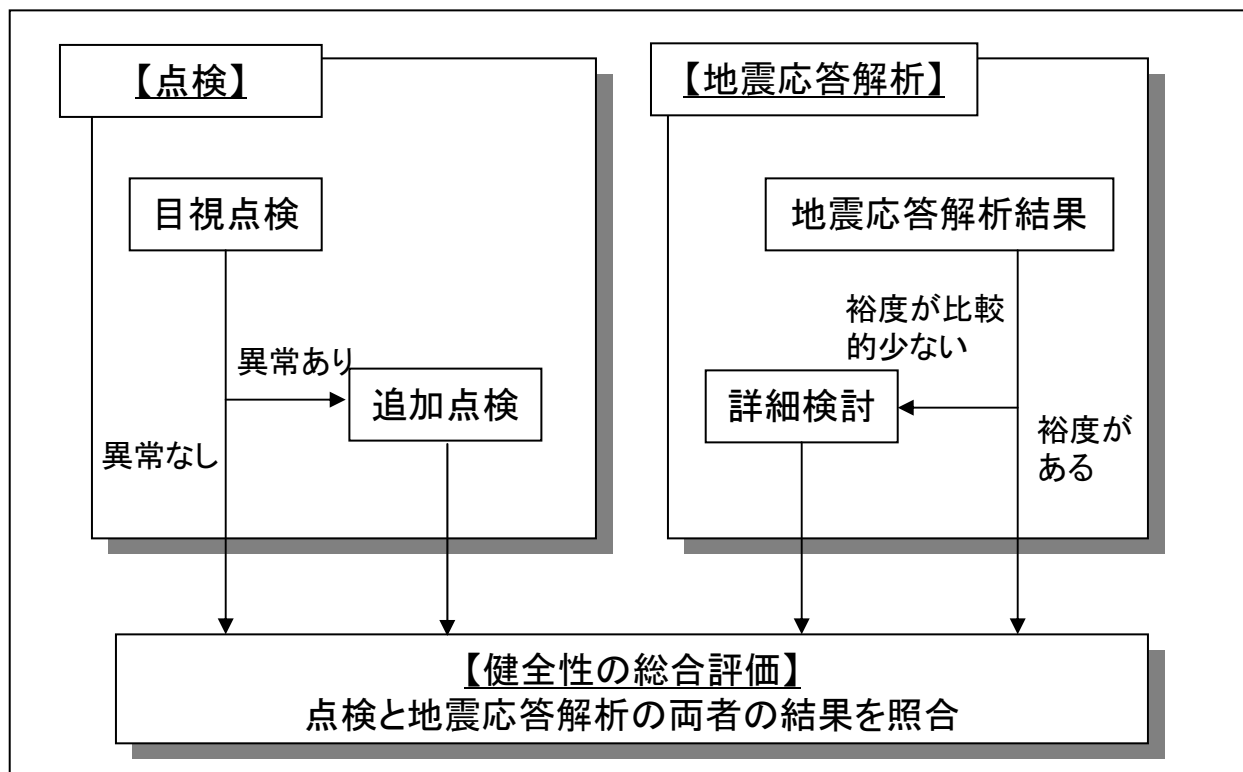 【点検】
目視点検
異常あり
追加点検
異常なし
【地震応答解析】
地震応答解析結果
裕度が比較
的少ない
詳細検討
裕度が
ある
【健全性の総合評価】
点検と地震応答解析の両者の結果を照合